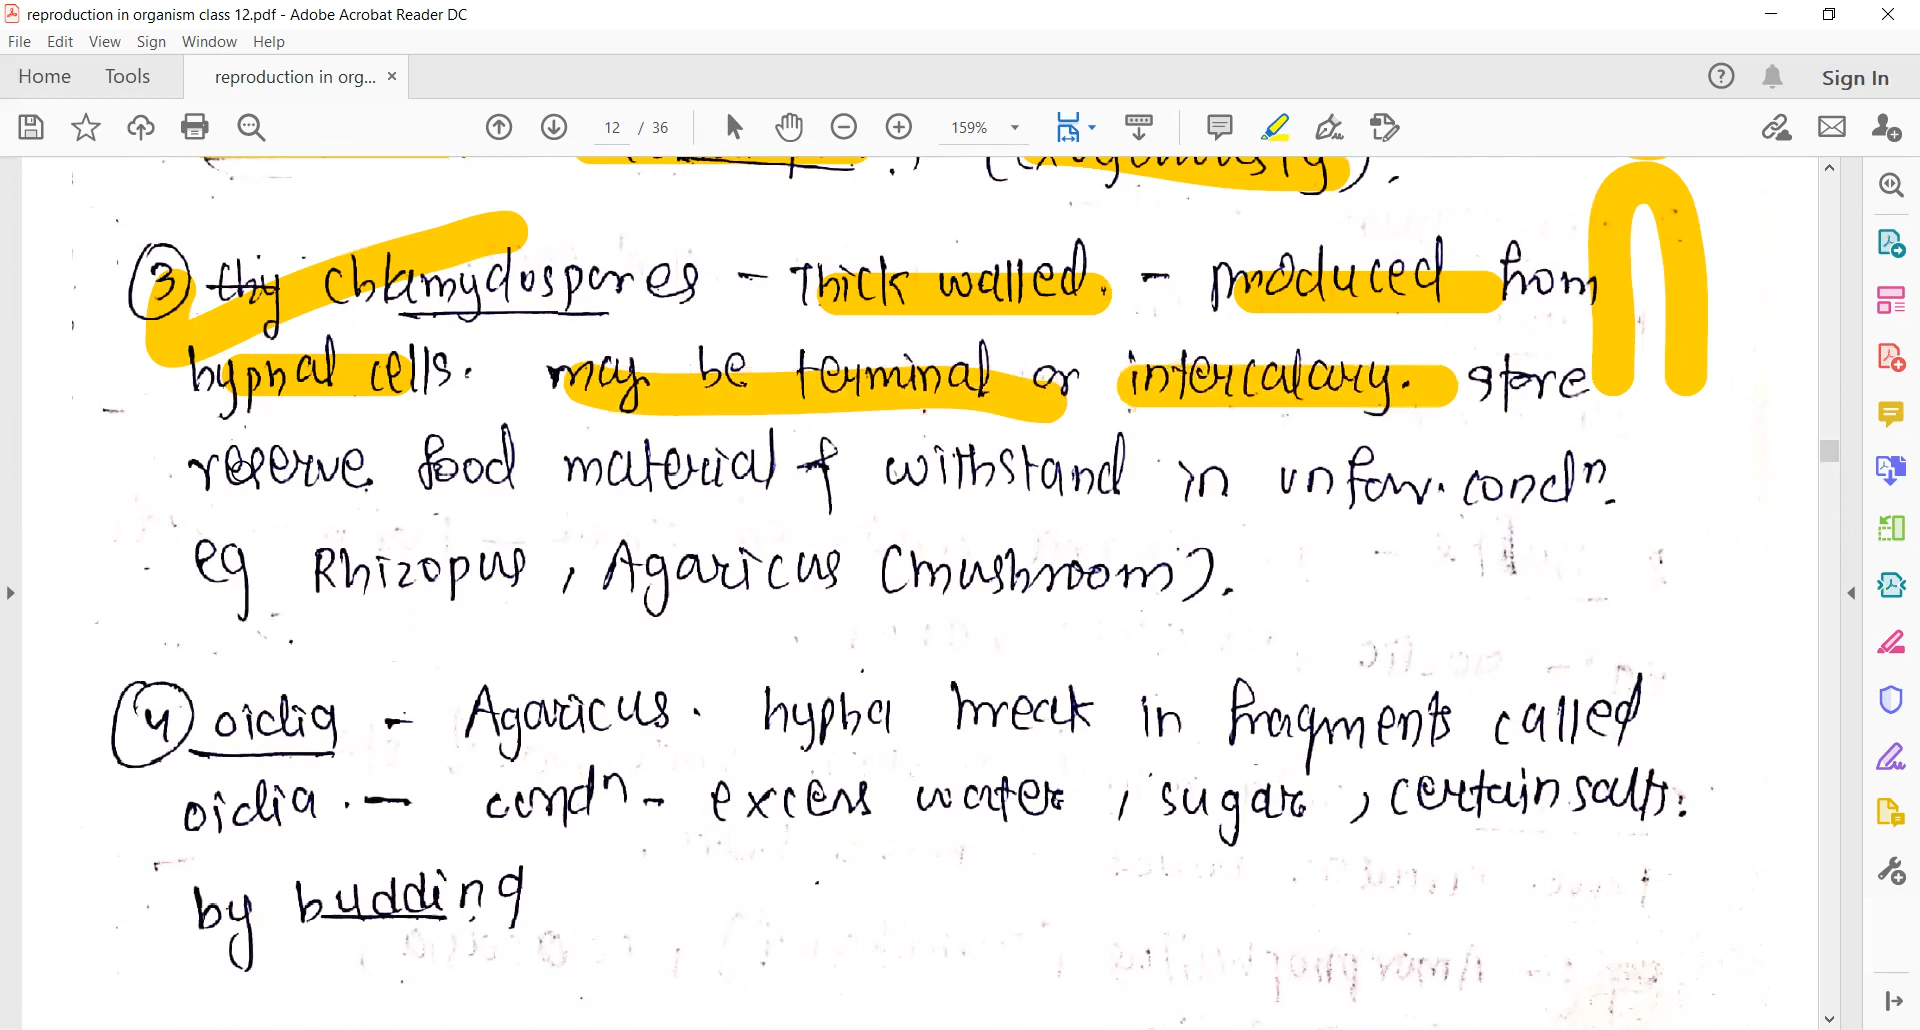 reproduction in organism class 12.pdf - Adobe Acrobat Reader DC
File Edit View Sign Window Help
Home Tools reproduction in org... × Sign In
12 / 36 159%
(exogenously).
③ thi chlamydospores - Thick walled. - produced from
hyphal cells. may be terminal or intercalary. store
reserve food material & withstand in unfav. condn.
eg Rhizopus, Agaricus (mushroom).
④ oidia - Agaricus. hypha break in fragments called
oidia. - condn - excess water, sugar, certain salts.
by budding